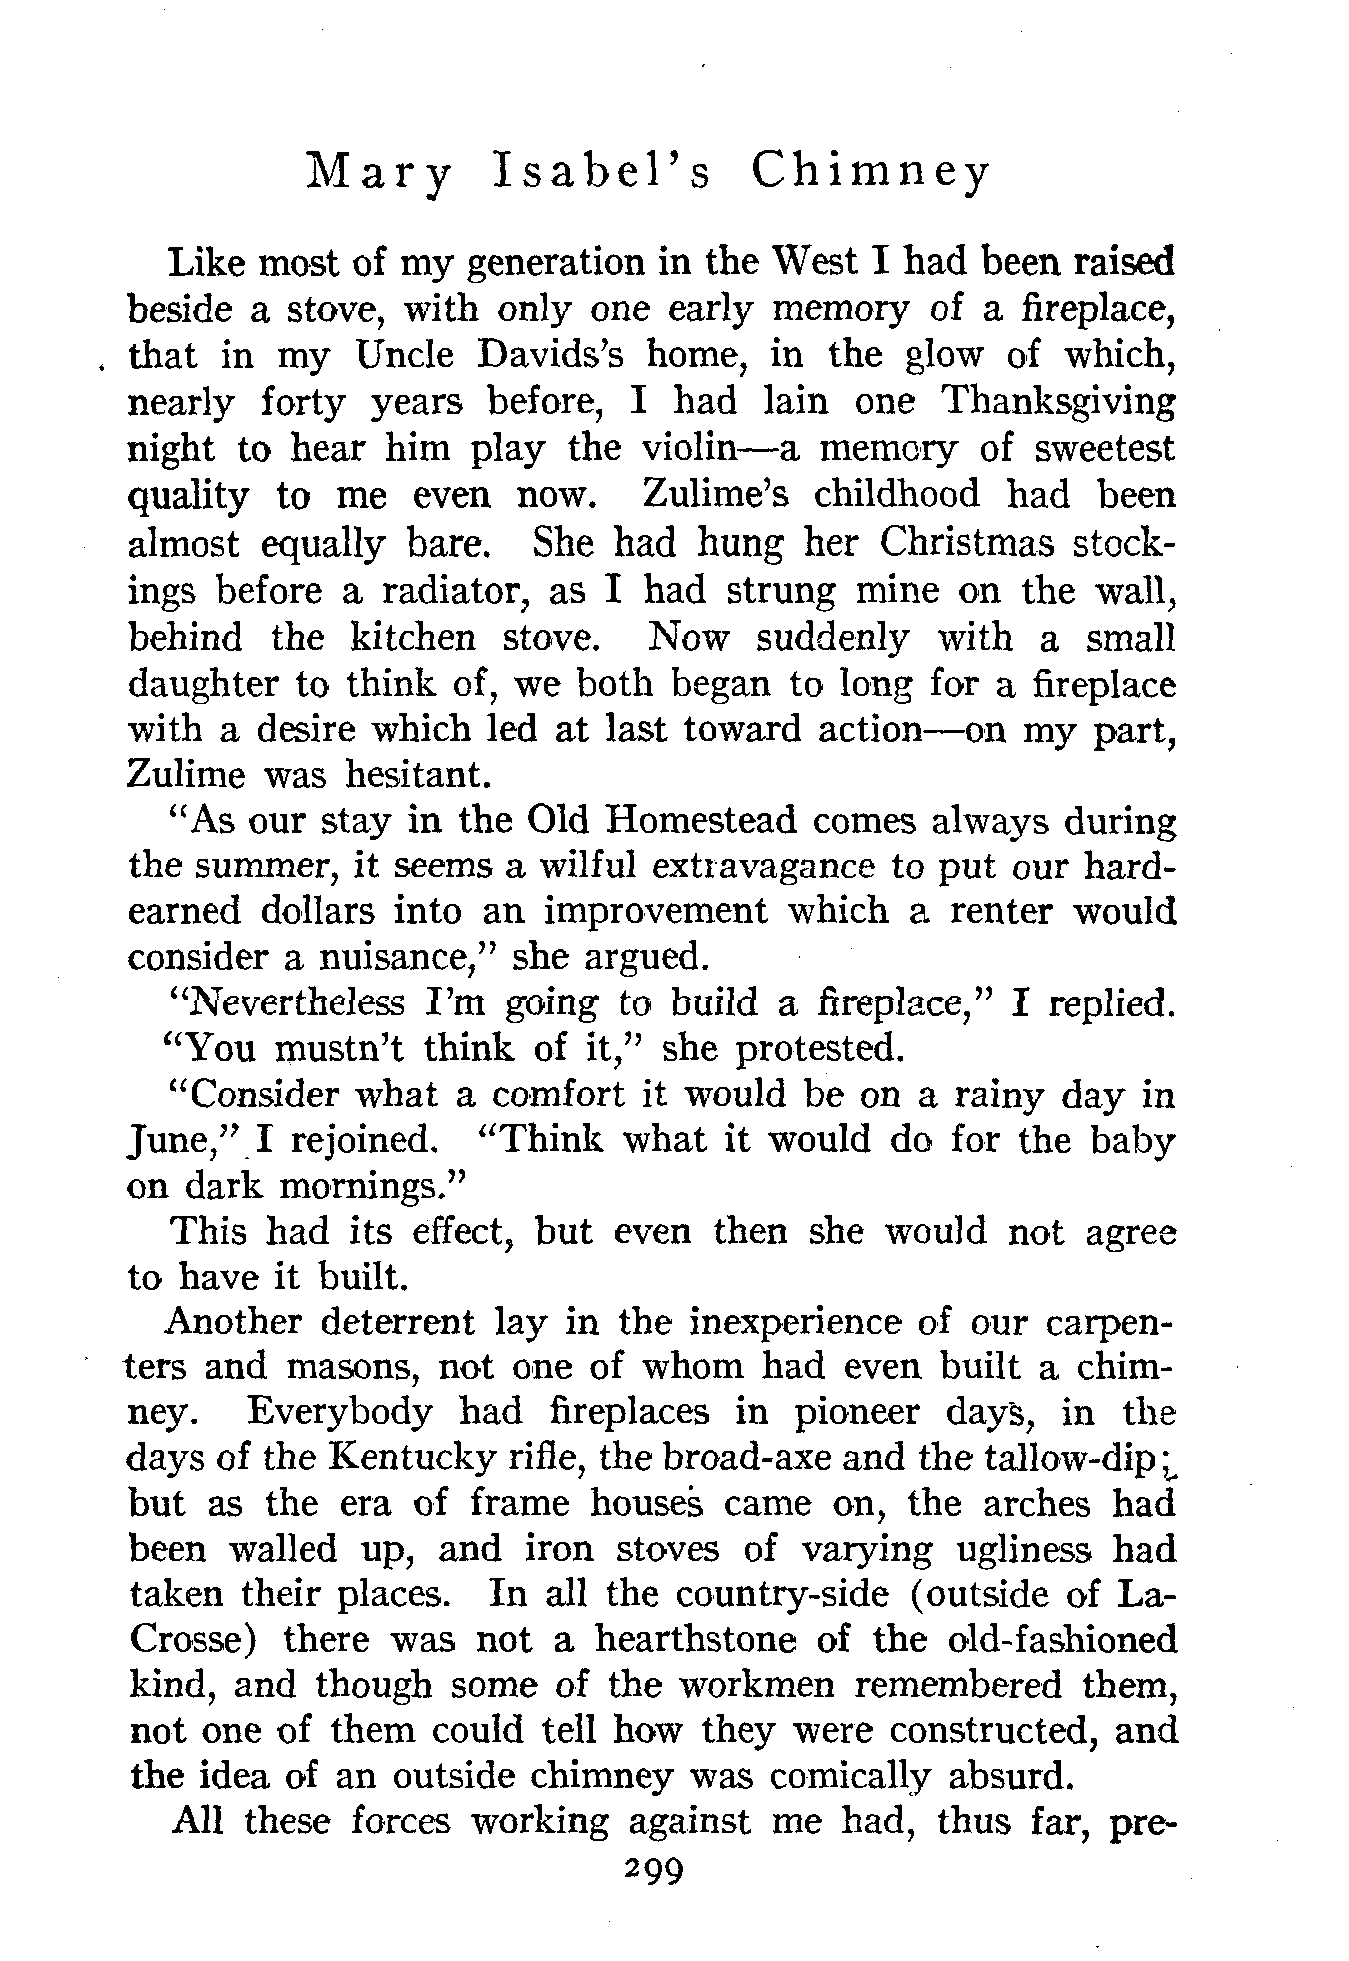 Mary Isabel's Chimney
Like most of my generation in the West I had been raised
beside a stove, with only one early memory of a fireplace,
that in my Uncle Davids's home, in the glow of which,
nearly forty years before, I had lain one Thanksgiving
night to hear him play the violin—a memory of sweetest
quality to me even now. Zulime's childhood had been
almost equally bare. She had hung her Christmas stock-
ings before a radiator, as I had strung mine on the wall,
behind the kitchen stove. Now suddenly with a small
daughter to think of, we both began to long for a fireplace
with a desire which led at last toward action—on my part,
Zulime was hesitant.
"As our stay in the Old Homestead comes always during
the summer, it seems a wilful extravagance to put our hard-
earned dollars into an improvement which a renter would
consider a nuisance," she argued.
"Nevertheless I'm going to build a fireplace," I replied.
"You mustn't think of it," she protested.
"Consider what a comfort it would be on a rainy day in
June," I rejoined. "Think what it would do for the baby
on dark mornings."
This had its effect, but even then she would not agree
to have it built.
Another deterrent lay in the inexperience of our carpen-
ters and masons, not one of whom had even built a chim-
ney. Everybody had fireplaces in pioneer days, in the
days of the Kentucky rifle, the broad-axe and the tallow-dip;
but as the era of frame houses came on, the arches had
been walled up, and iron stoves of varying ugliness had
taken their places. In all the country-side (outside of La-
Crosse) there was not a hearthstone of the old-fashioned
kind, and though some of the workmen remembered them,
not one of them could tell how they were constructed, and
the idea of an outside chimney was comically absurd.
All these forces working against me had, thus far, pre-
299